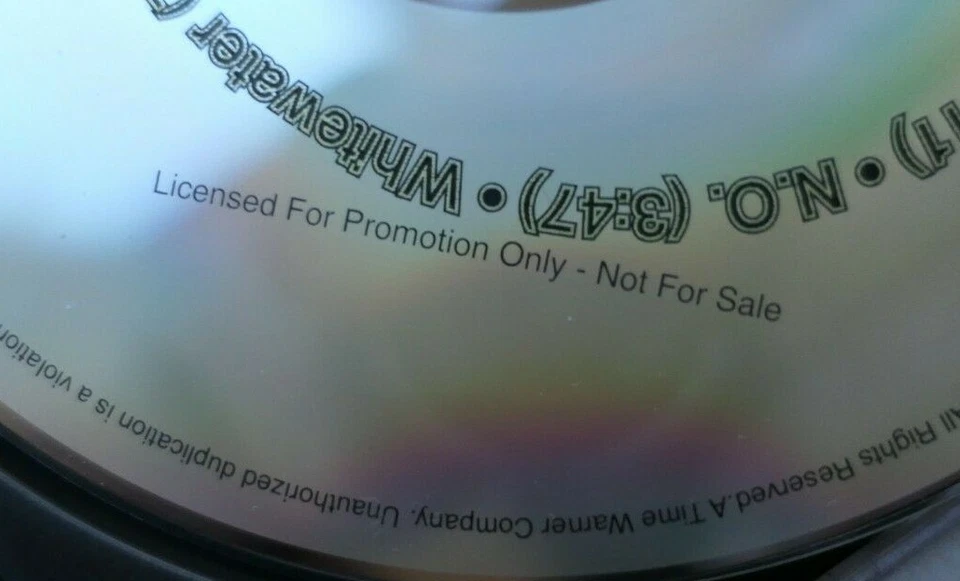 1) • N.O. (3:47) • Whitewater (
Licensed For Promotion Only - Not For Sale
All Rights Reserved.A Time Warner Company. Unauthorized duplication is a violation